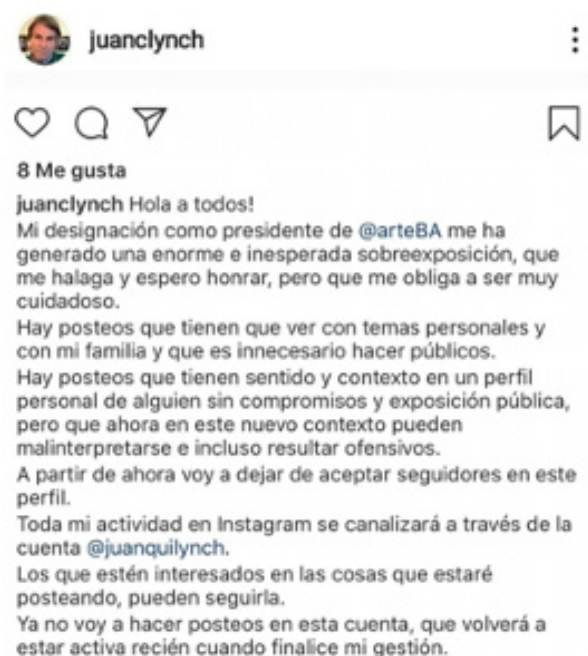 juanclynch
8 Me gusta
juanclynch Hola a todos!
Mi designación como presidente de @arteBA me ha
generado una enorme e inesperada sobreexposición, que
me halaga y espero honrar, pero que me obliga a ser muy
cuidadoso.
Hay posteos que tienen que ver con temas personales y
con mi familia y que es innecesario hacer públicos.
Hay posteos que tienen sentido y contexto en un perfil
personal de alguien sin compromisos y exposición pública,
pero que ahora en este nuevo contexto pueden
malinterpretarse e incluso resultar ofensivos.
A partir de ahora voy a dejar de aceptar seguidores en este
perfil.
Toda mi actividad en Instagram se canalizará a través de la
cuenta @juanquilynch.
Los que estén interesados en las cosas que estaré
posteando, pueden seguirla.
Ya no voy a hacer posteos en esta cuenta, que volverá a
estar activa recién cuando finalice mi gestión.